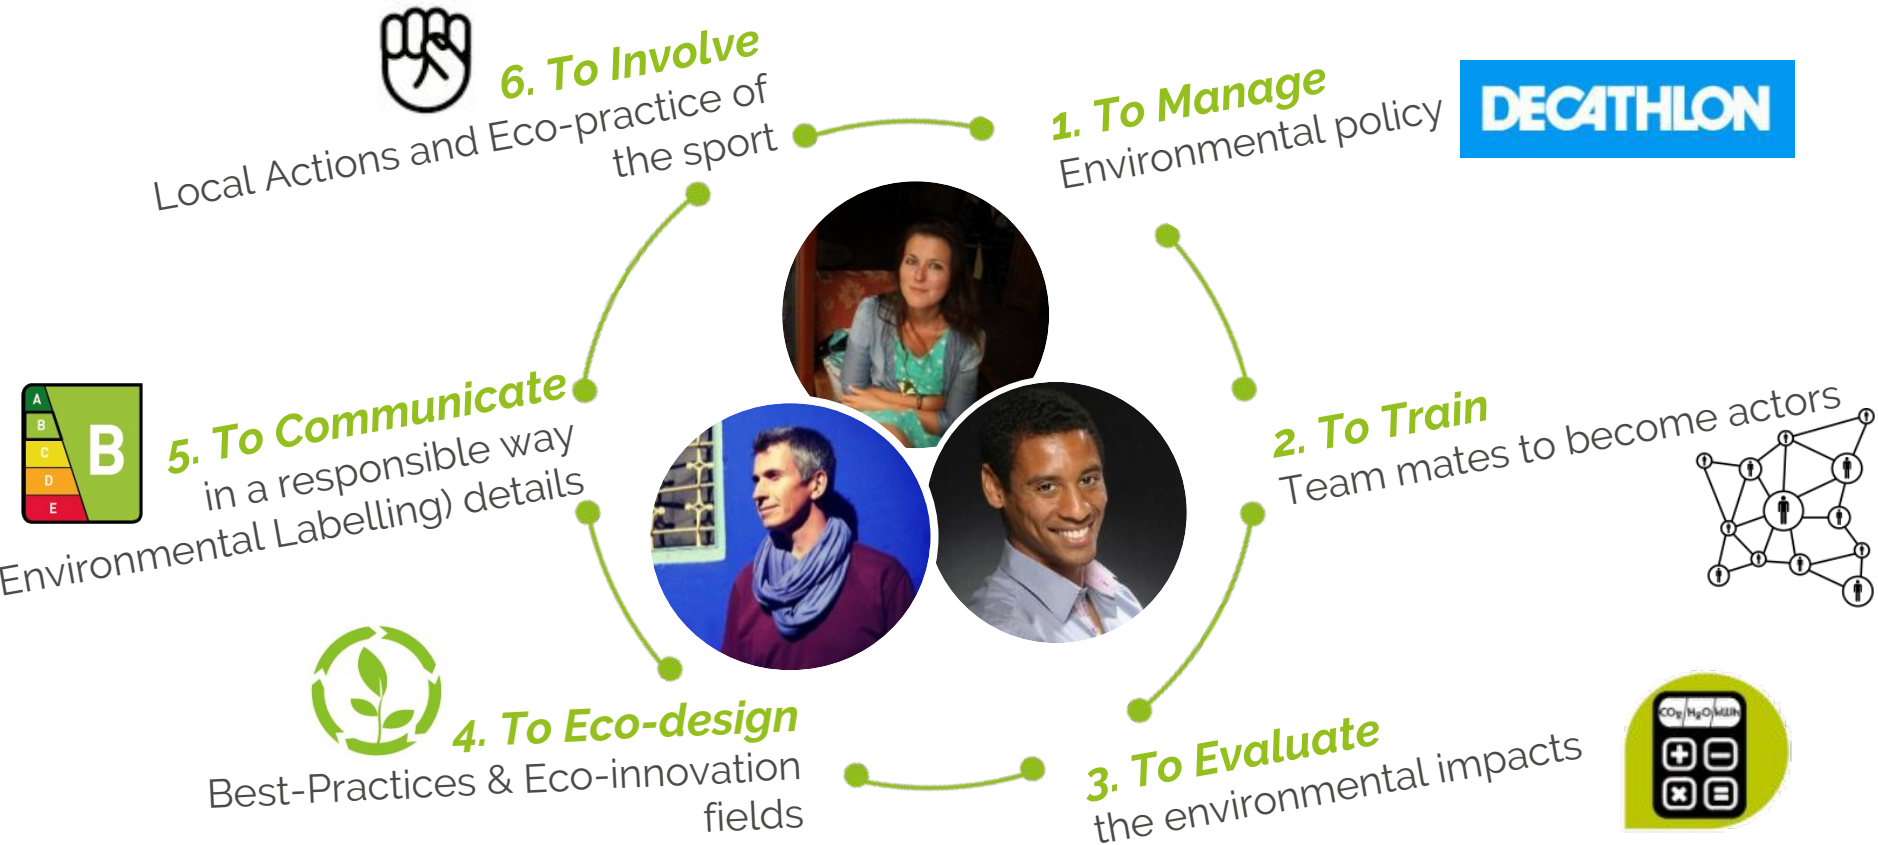 6. To Involve
Local Actions and Eco-practice of
the sport
1. To Manage
Environmental policy
DECATHLON
2. To Train
Team mates to become actors
3. To Evaluate
the environmental impacts
CO₂ H₂O kWh
4. To Eco-design
Best-Practices & Eco-innovation
fields
5. To Communicate
in a responsible way
Environmental Labelling) details
A
B
C
D
E
B